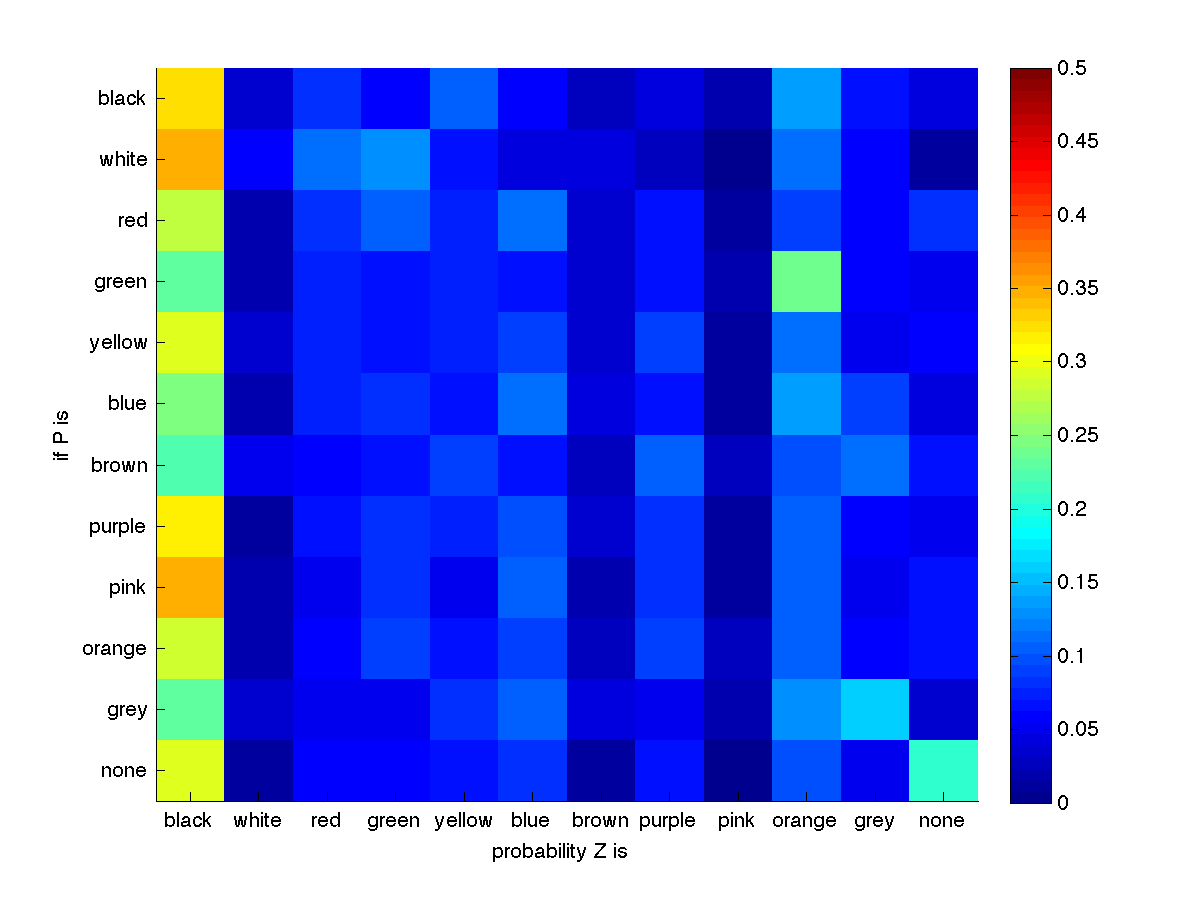 if P is
black
white
red
green
yellow
blue
brown
purple
pink
orange
grey
none
black white red green yellow blue brown purple pink orange grey none
probability Z is
0.5
0.45
0.4
0.35
0.3
0.25
0.2
0.15
0.1
0.05
0